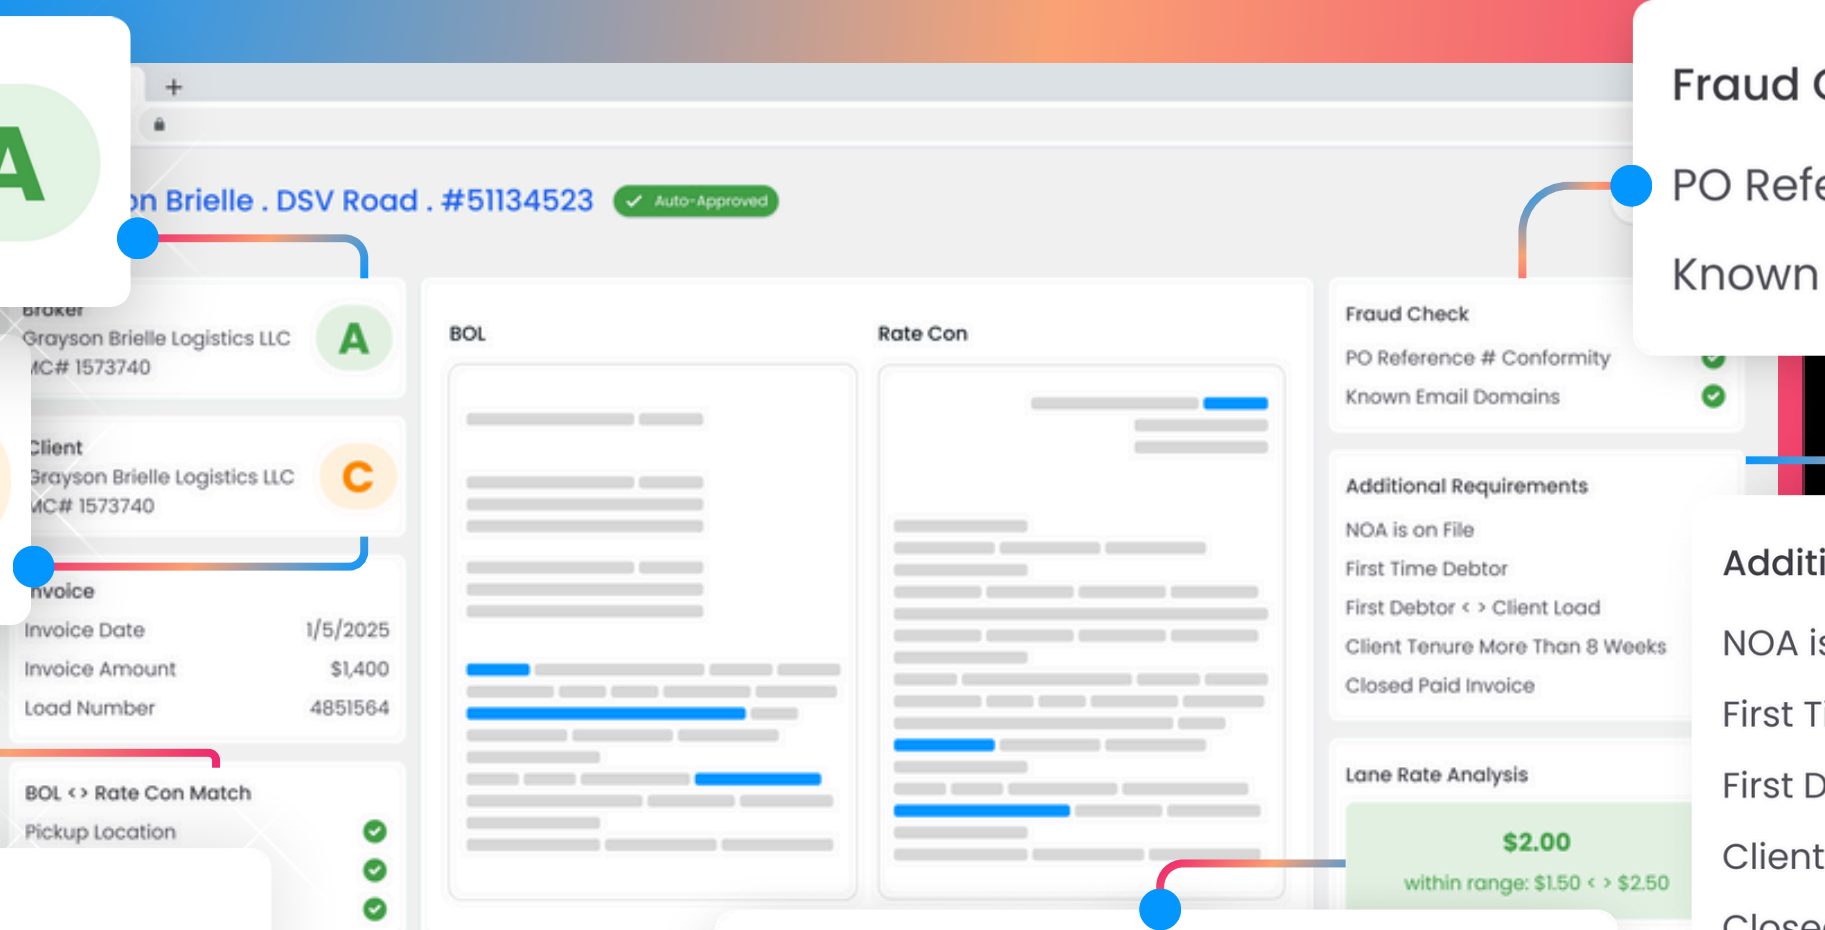 A
+
on Brielle . DSV Road . #51134523
Auto-Approved
Broker
Grayson Brielle Logistics LLC
MC# 1573740
A
Client
Grayson Brielle Logistics LLC
MC# 1573740
C
Invoice
Invoice Date 1/5/2025
Invoice Amount $1,400
Load Number 4851564
BOL <> Rate Con Match
Pickup Location
BOL
Rate Con
Fraud Check
PO Reference # Conformity
Known Email Domains
Additional Requirements
NOA is on File
First Time Debtor
First Debtor < > Client Load
Client Tenure More Than 8 Weeks
Closed Paid Invoice
Lane Rate Analysis
$2.00
within range: $1.50 < > $2.50
Fraud C
PO Refe
Known
Additi
NOA is
First Ti
First D
Client
Close